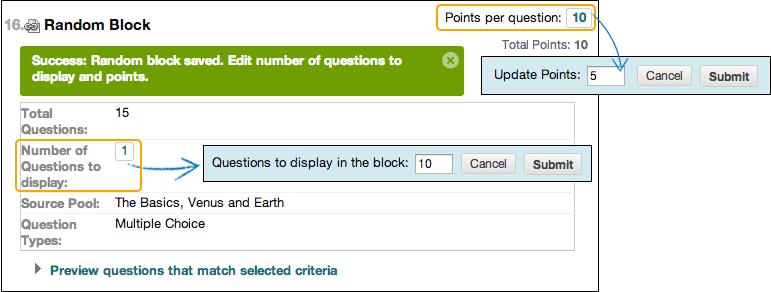 16. Random Block
Points per question: 10
Total Points: 10
Success: Random block saved. Edit number of questions to
display and points.
Update Points: 5 Cancel Submit
Total
Questions:
15
Number of
Questions to
display:
1
Questions to display in the block: 10 Cancel Submit
Source Pool: The Basics, Venus and Earth
Question
Types:
Multiple Choice
Preview questions that match selected criteria